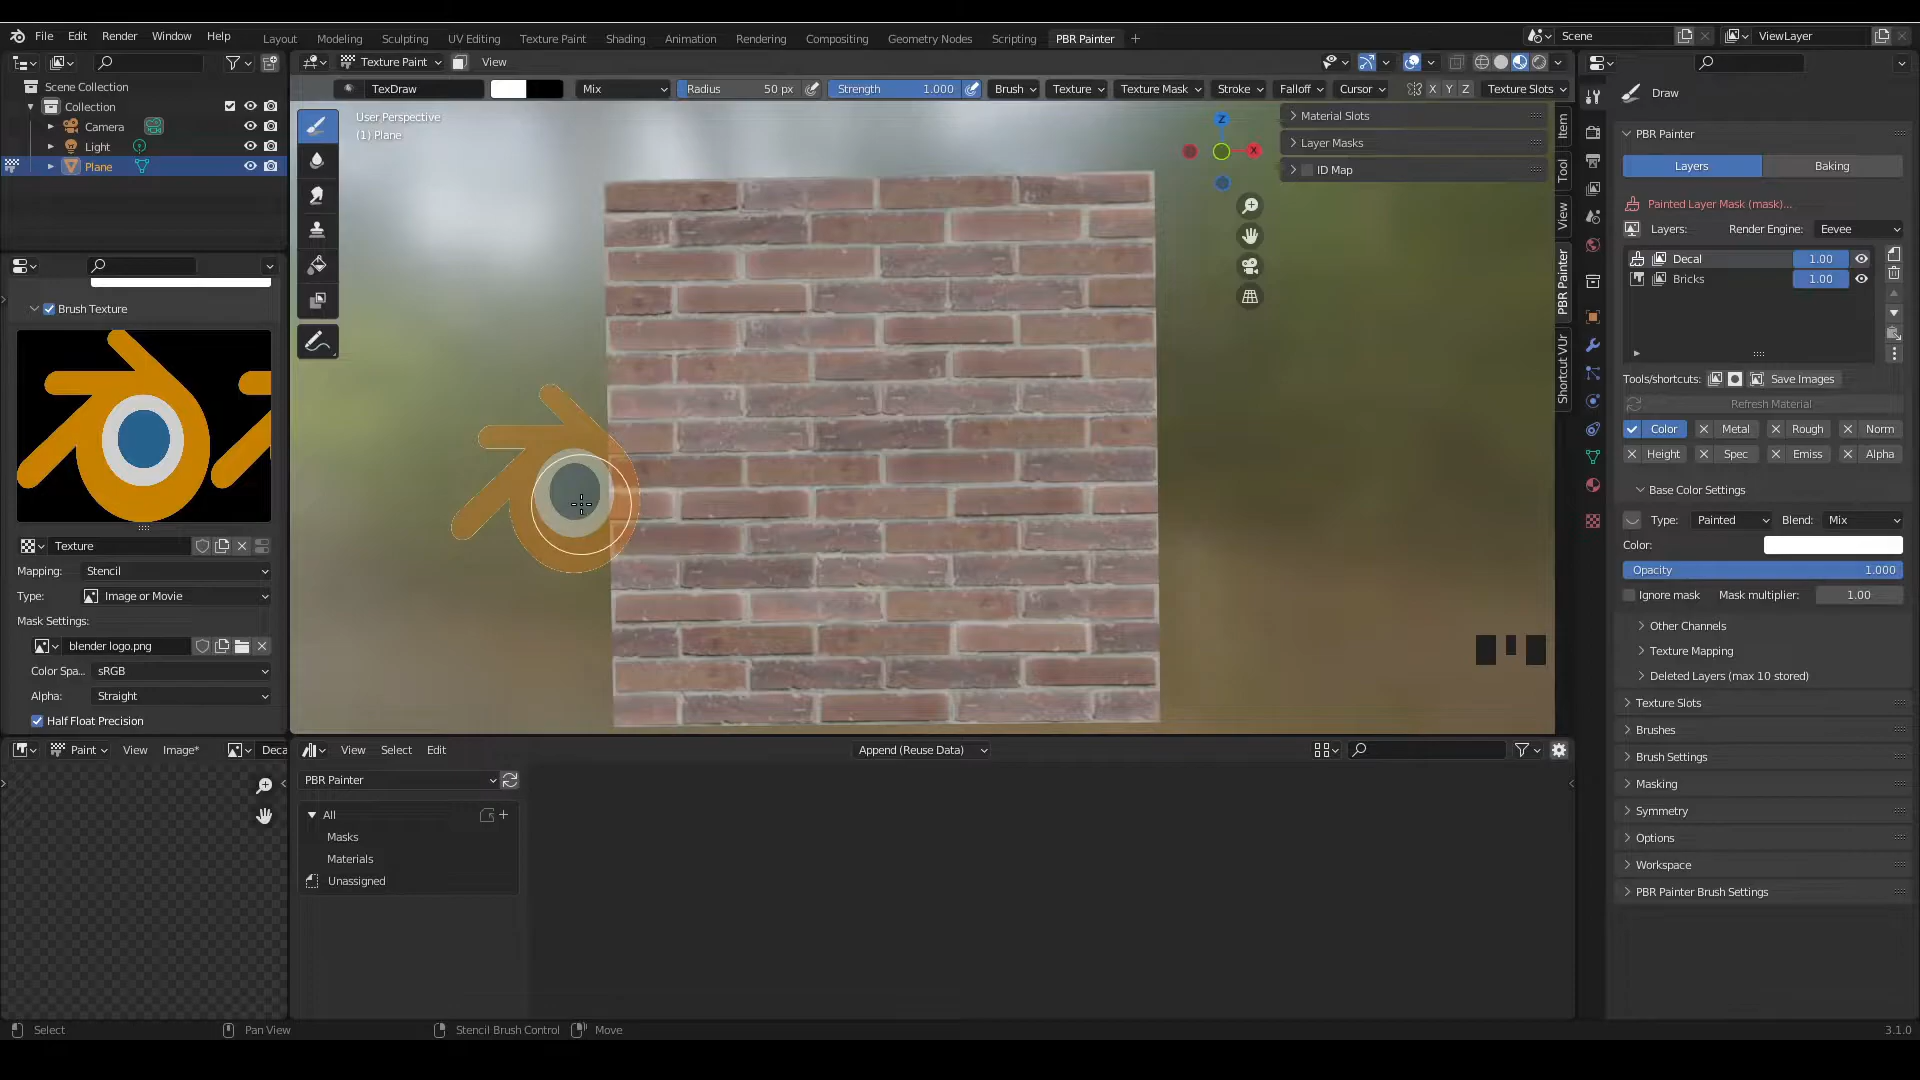 File Edit Render Window Help Layout Modeling Sculpting UV Editing Texture Paint Shading Animation Rendering Compositing Geometry Nodes Scripting PBR Painter Scene ViewLayer
Texture Paint View
TexDraw Mix Radius 50 px Strength 1.000 Brush Texture Texture Mask Stroke Falloff Cursor X Y Z Texture Slots
Scene Collection
Collection
Camera
Light
Plane
User Perspective
(1) Plane
Z
X
Material Slots
Layer Masks
ID Map
Item
Tool
View
PBR Painter
Shortcut VUr
Draw
PBR Painter
Layers Baking
Painted Layer Mask (mask)...
Layers: Render Engine: Eevee
Decal 1.00
Bricks 1.00
Tools/shortcuts: Save Images
Refresh Material
Color Metal Rough Norm
Height Spec Emiss Alpha
Base Color Settings
Type: Painted Blend: Mix
Color:
Opacity 1.000
Ignore mask Mask multiplier: 1.00
Other Channels
Texture Mapping
Deleted Layers (max 10 stored)
Texture Slots
Brushes
Brush Settings
Masking
Symmetry
Options
Workspace
PBR Painter Brush Settings
Brush Texture
Texture
Mapping: Stencil
Type: Image or Movie
Mask Settings:
blender logo.png
Color Spa... sRGB
Alpha: Straight
Half Float Precision
Paint View Image* Deca
View Select Edit Append (Reuse Data)
PBR Painter
All
Masks
Materials
Unassigned
Select Pan View Stencil Brush Control Move 3.1.0